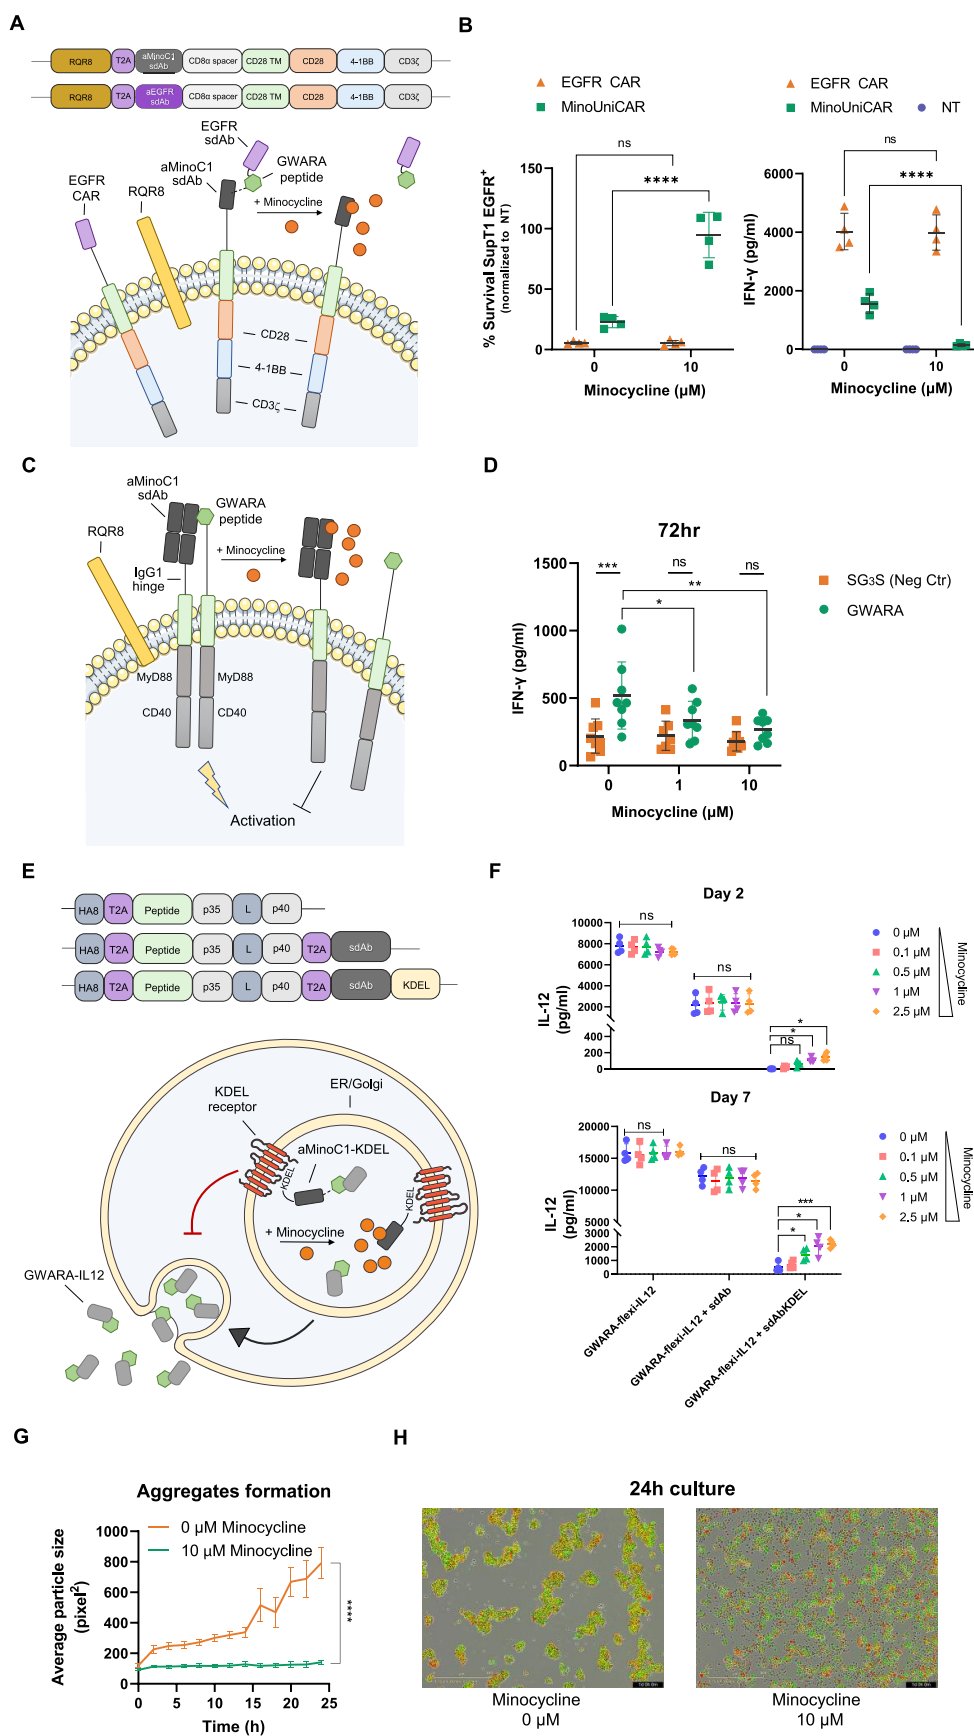 A
RQR8 T2A aMinoC1 sdAb CD8α spacer CD28 TM CD28 4-1BB CD3ζ
RQR8 T2A aEGFR sdAb CD8α spacer CD28 TM CD28 4-1BB CD3ζ
EGFR
sdAb
aMinoC1
sdAb
GWARA
peptide
EGFR
CAR
RQR8
+ Minocycline
CD28
4-1BB
CD3ζ
B
EGFR CAR
MinoUniCAR
EGFR CAR
MinoUniCAR
NT
% Survival SupT1 EGFR+
(normalized to NT)
150
100
50
0
ns
****
0 10
Minocycline (µM)
IFN-γ (pg/ml)
6000
4000
2000
0
ns
****
0 10
Minocycline (µM)
C
aMinoC1
sdAb
GWARA
peptide
RQR8
+ Minocycline
IgG1
hinge
MyD88 MyD88
CD40 CD40
Activation
D
72hr
IFN-γ (pg/ml)
1500
1000
500
0
*** ns ns
**
*
0 1 10
Minocycline (µM)
SG3S (Neg Ctr)
GWARA
E
HA8 T2A Peptide p35 L p40
HA8 T2A Peptide p35 L p40 T2A sdAb
HA8 T2A Peptide p35 L p40 T2A sdAb KDEL
KDEL
receptor
ER/Golgi
aMinoC1-KDEL
KDEL
KDEL
+ Minocycline
GWARA-IL12
F
Day 2
IL-12
(pg/ml)
10000
8000
6000
4000
2000
400
200
0
ns
ns
ns
*
*
0 µM
0.1 µM
0.5 µM
1 µM
2.5 µM
Minocycline
Day 7
IL-12
(pg/ml)
20000
15000
10000
5000
3000
2000
1000
0
ns
ns
*
*
***
0 µM
0.1 µM
0.5 µM
1 µM
2.5 µM
Minocycline
GWARA-flexi-IL12
GWARA-flexi-IL12 + sdAb
GWARA-flexi-IL12 + sdAbKDEL
G
Aggregates formation
Average particle size
(pixel2)
1000
800
600
400
200
0
0 µM Minocycline
10 µM Minocycline
****
0 5 10 15 20 25
Time (h)
H
24h culture
Minocycline
0 µM
Minocycline
10 µM